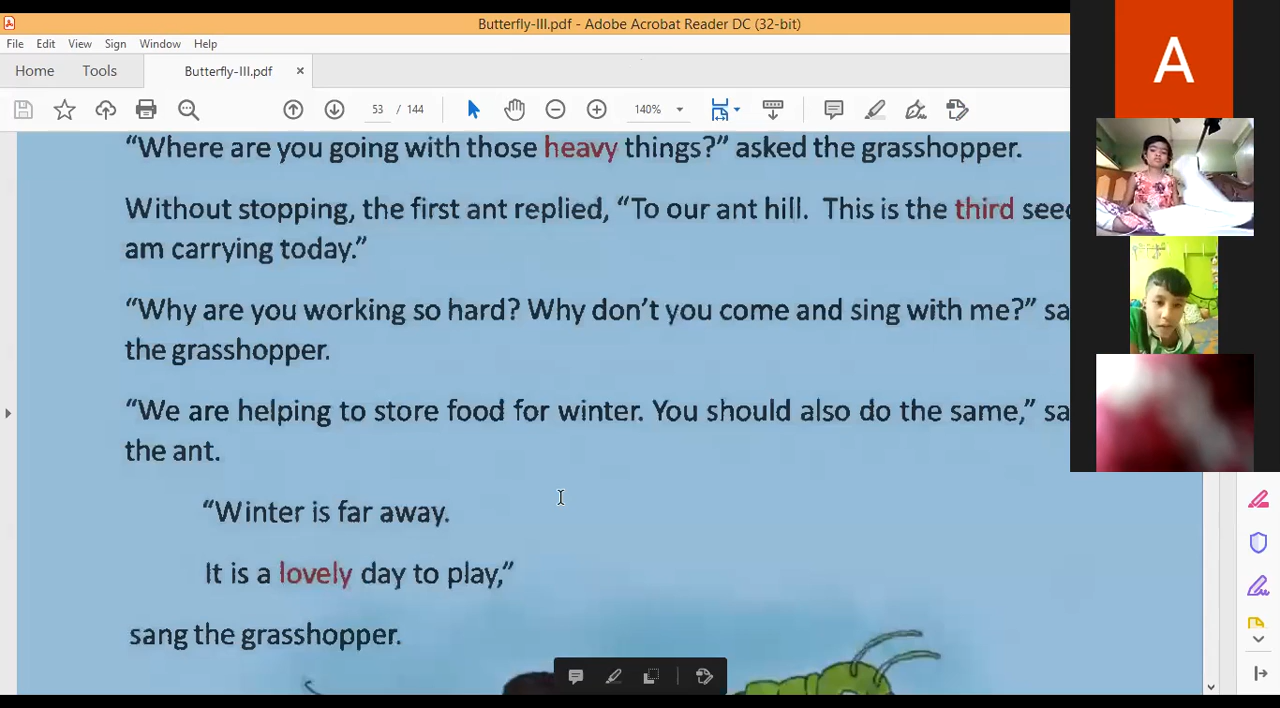 Butterfly-III.pdf - Adobe Acrobat Reader DC (32-bit)
File Edit View Sign Window Help
Home Tools Butterfly-III.pdf ×
53 / 144 140%
A
“Where are you going with those heavy things?” asked the grasshopper.
Without stopping, the first ant replied, “To our ant hill. This is the third
am carrying today.”
“Why are you working so hard? Why don’t you come and sing with me?”
the grasshopper.
“We are helping to store food for winter. You should also do the same,”
the ant.
“Winter is far away.
It is a lovely day to play,”
sang the grasshopper.